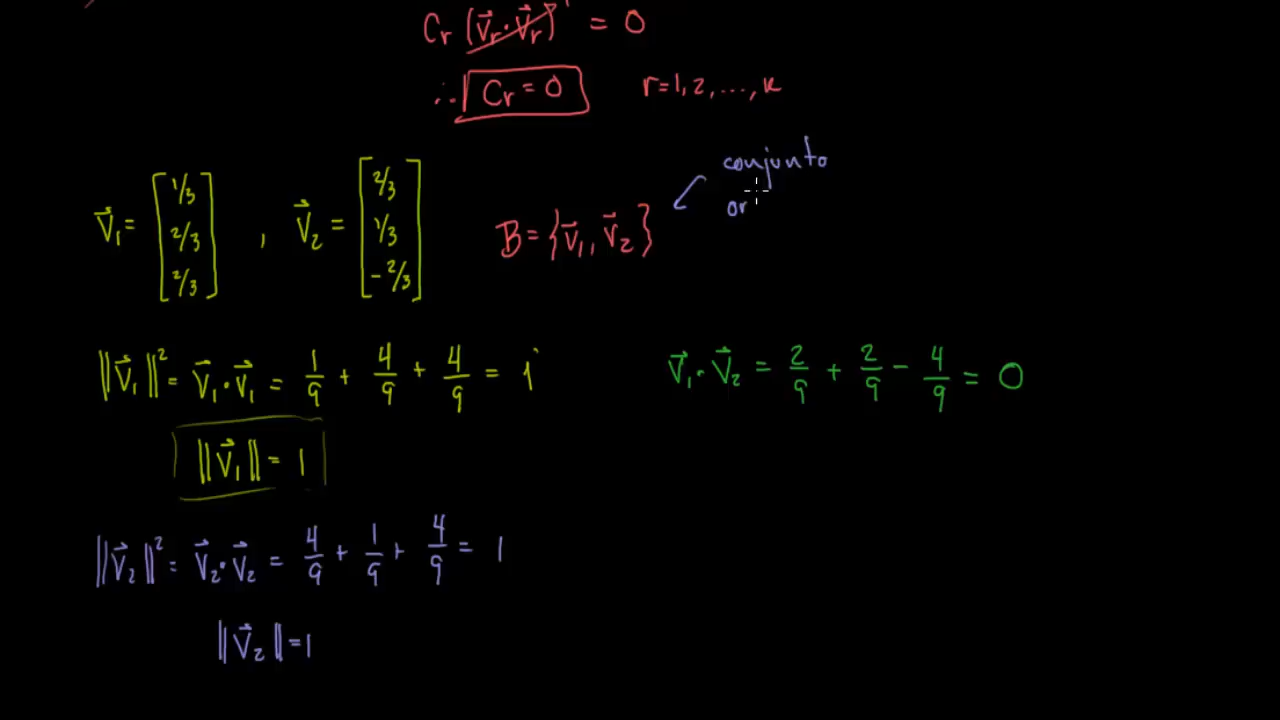 Cr (v⃗r · v⃗r) = 0
∴ Cr = 0 r=1, 2, ..., k
conjunto
or
v⃗1 = [1/3 2/3 2/3] , v⃗2 = [2/3 1/3 -2/3] B = {v⃗1, v⃗2}
||v⃗1||² = v⃗1 · v⃗1 = 1/9 + 4/9 + 4/9 = 1 v⃗1 · v⃗2 = 2/9 + 2/9 - 4/9 = 0
||v⃗1|| = 1
||v⃗2||² = v⃗2 · v⃗2 = 4/9 + 1/9 + 4/9 = 1
||v⃗2|| = 1